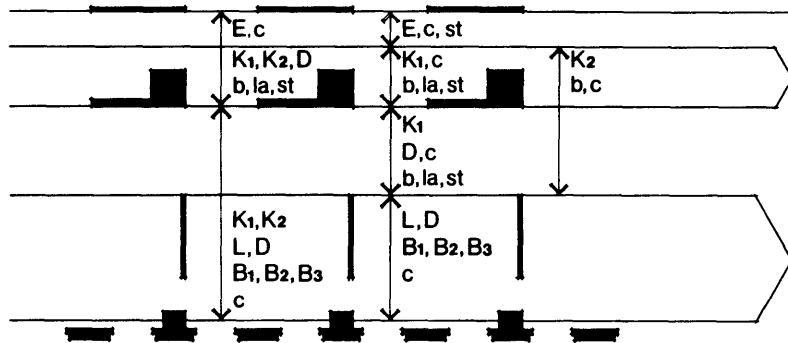 E,c
K1,K2,D
b,la,st
K1,K2
L,D
B1,B2,B3
c
E,c,st
K1,c
b,la,st
K1
D,c
b,la,st
L,D
B1,B2,B3
c
K2
b,c